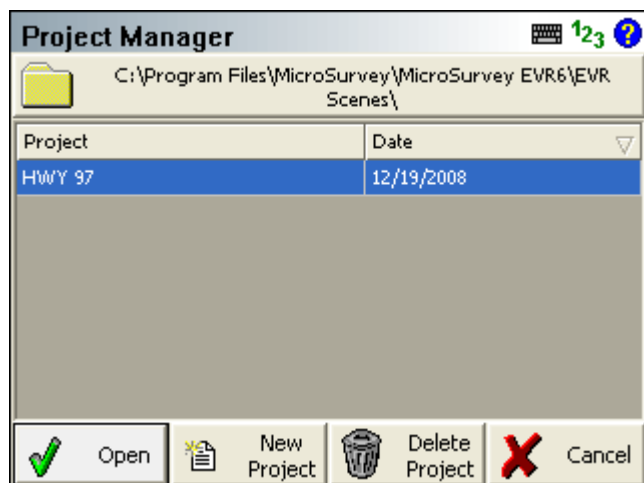 Project Manager
123
?
C:\Program Files\MicroSurvey\MicroSurvey EVR6\EVR
Scenes\
Project Date
HWY 97 12/19/2008
Open
New
Project
Delete
Project
Cancel